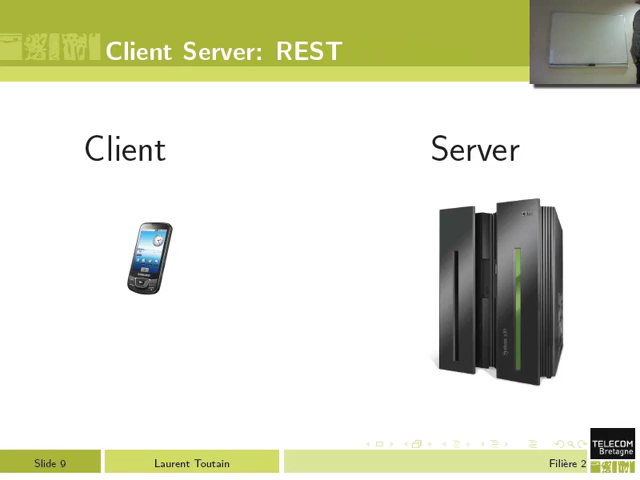 Client Server: REST
Client
Server
Slide 9
Laurent Toutain
Filière 2
TELECOM
Bretagne